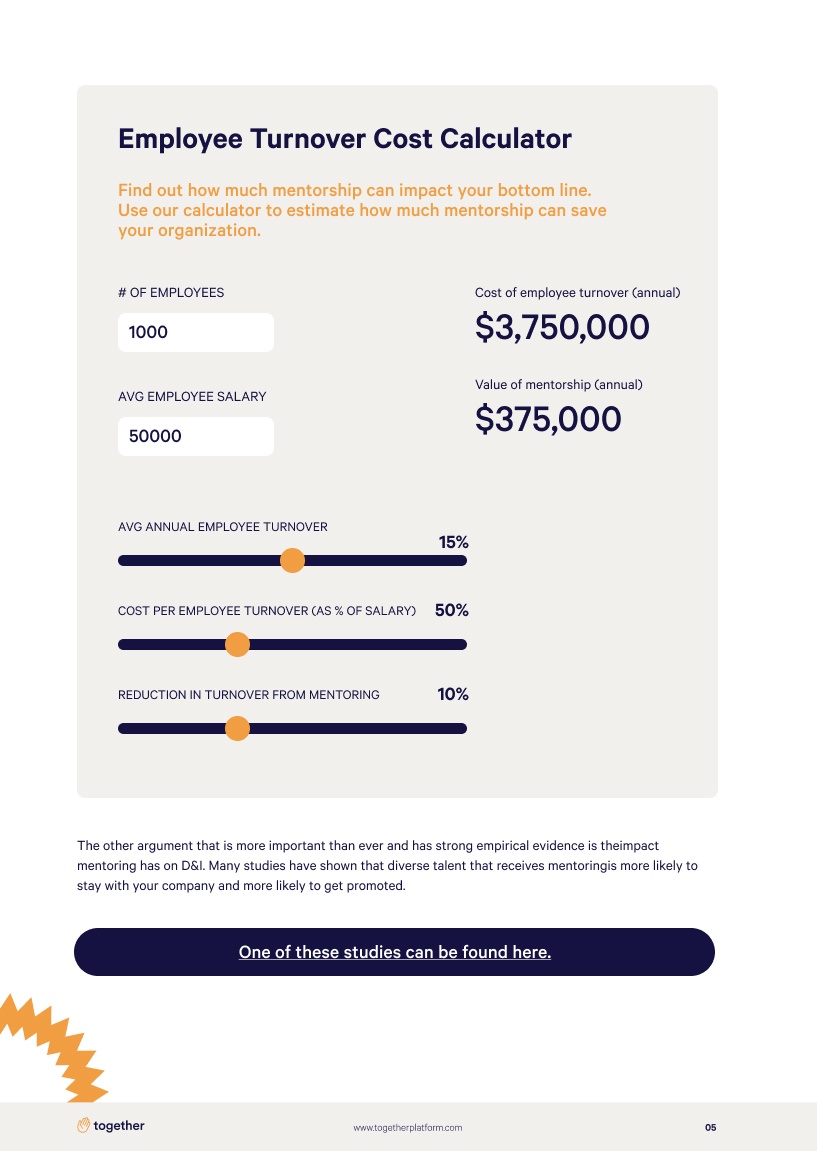 Employee Turnover Cost Calculator
Find out how much mentorship can impact your bottom line.
Use our calculator to estimate how much mentorship can save
your organization.
# OF EMPLOYEES
1000
AVG EMPLOYEE SALARY
50000
Cost of employee turnover (annual)
$3,750,000
Value of mentorship (annual)
$375,000
AVG ANNUAL EMPLOYEE TURNOVER
15%
COST PER EMPLOYEE TURNOVER (AS % OF SALARY) 50%
REDUCTION IN TURNOVER FROM MENTORING 10%
The other argument that is more important than ever and has strong empirical evidence is theimpact
mentoring has on D&I. Many studies have shown that diverse talent that receives mentoringis more likely to
stay with your company and more likely to get promoted.
One of these studies can be found here.
together
www.togetherplatform.com
05